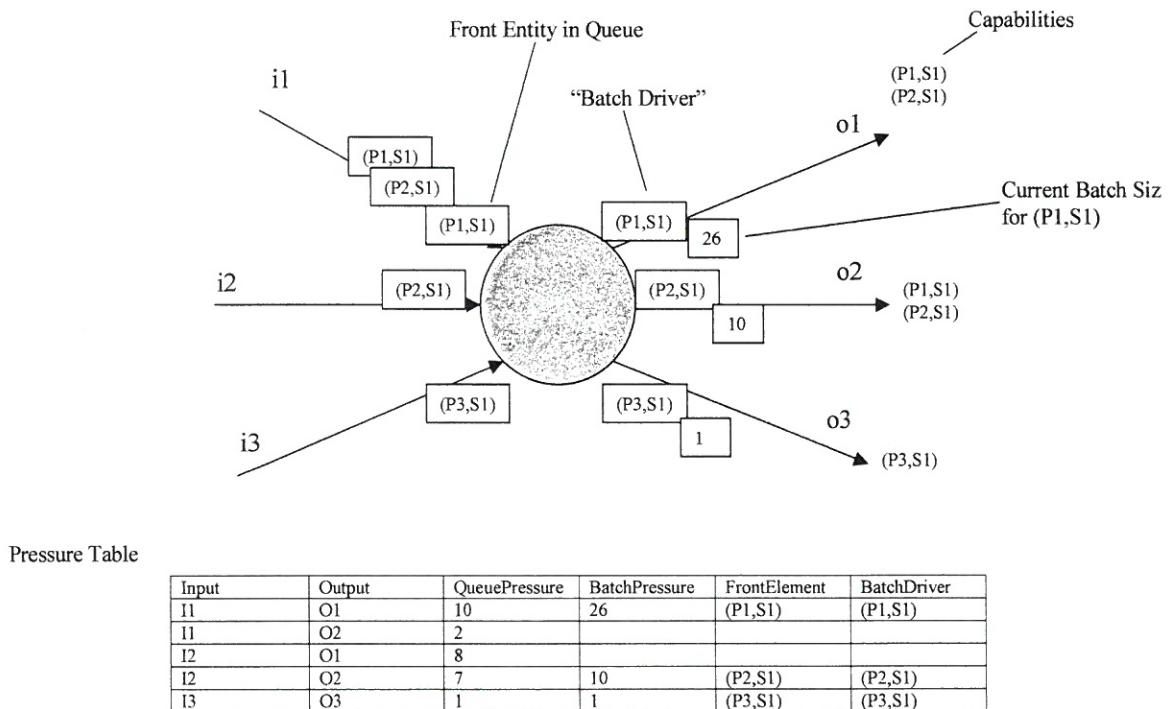 Capabilities
Front Entity in Queue
(P1,S1)
(P2,S1)
i1
"Batch Driver"
o1
(P1,S1)
(P2,S1)
(P1,S1)
(P1,S1)
26
Current Batch Siz
for (P1,S1)
i2
(P2,S1)
(P2,S1)
10
o2
(P1,S1)
(P2,S1)
i3
(P3,S1)
(P3,S1)
1
o3
(P3,S1)
Pressure Table
Input Output QueuePressure BatchPressure FrontElement BatchDriver
I1 O1 10 26 (P1,S1) (P1,S1)
I1 O2 2
I2 O1 8
I2 O2 7 10 (P2,S1) (P2,S1)
I3 O3 1 1 (P3,S1) (P3,S1)